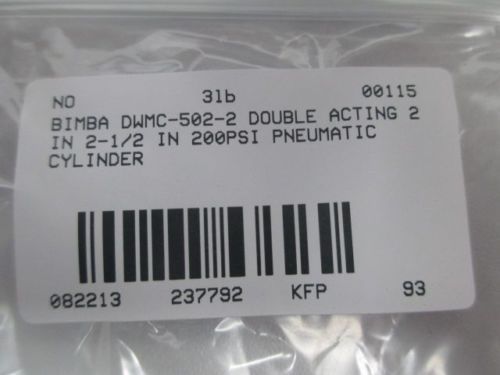 NO 3lb 00115
BIMBA DWMC-502-2 DOUBLE ACTING 2
IN 2-1/2 IN 200PSI PNEUMATIC
CYLINDER
082213 237792 KFP 93